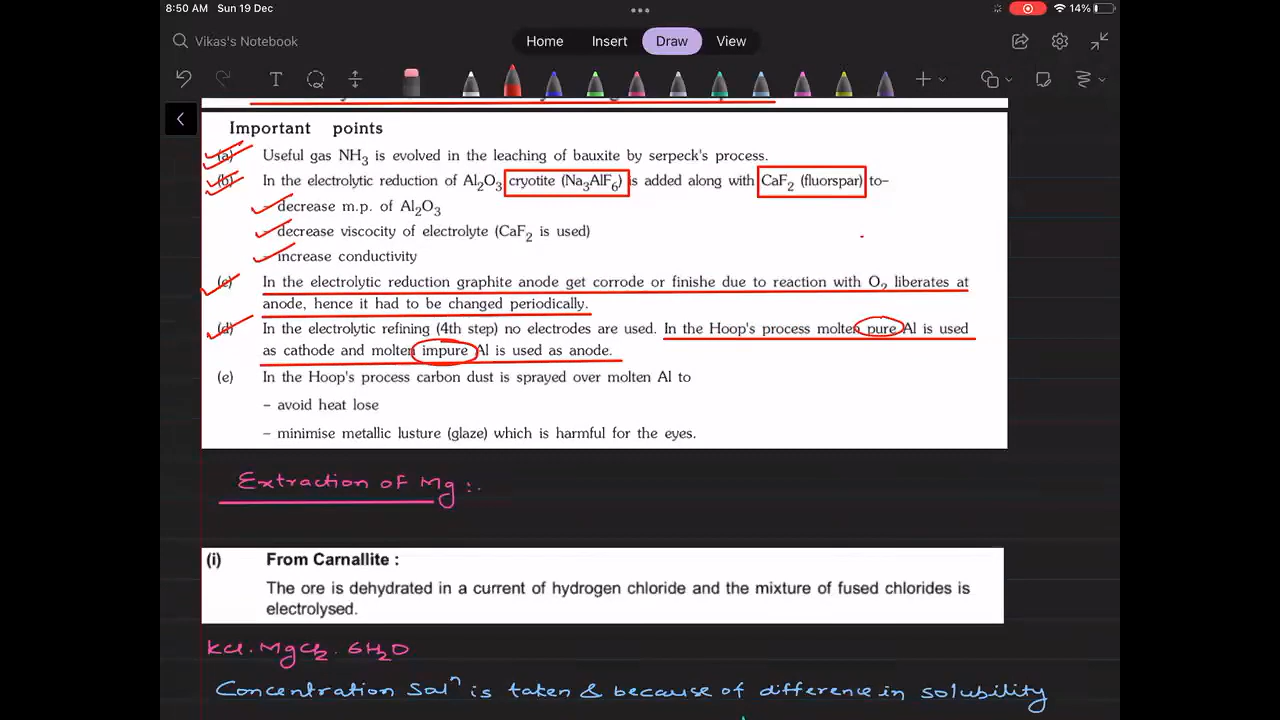 8:50 AM Sun 19 Dec
14%
Vikas's Notebook
Home Insert Draw View
Important points
(a) Useful gas NH3 is evolved in the leaching of bauxite by serpeck's process.
(b) In the electrolytic reduction of Al2O3 cryotite (Na3AlF6) is added along with CaF2 (fluorspar) to–
– decrease m.p. of Al2O3
– decrease viscocity of electrolyte (CaF2 is used)
– increase conductivity
(c) In the electrolytic reduction graphite anode get corrode or finishe due to reaction with O2 liberates at
anode, hence it had to be changed periodically.
(d) In the electrolytic refining (4th step) no electrodes are used. In the Hoop's process molten pure Al is used
as cathode and molten impure Al is used as anode.
(e) In the Hoop's process carbon dust is sprayed over molten Al to
– avoid heat lose
– minimise metallic lusture (glaze) which is harmful for the eyes.
Extraction of Mg :.
(i) From Carnallite :
The ore is dehydrated in a current of hydrogen chloride and the mixture of fused chlorides is
electrolysed.
KCl.MgCl2.6H2O
Concentration Solⁿ is taken & because of difference in solubility